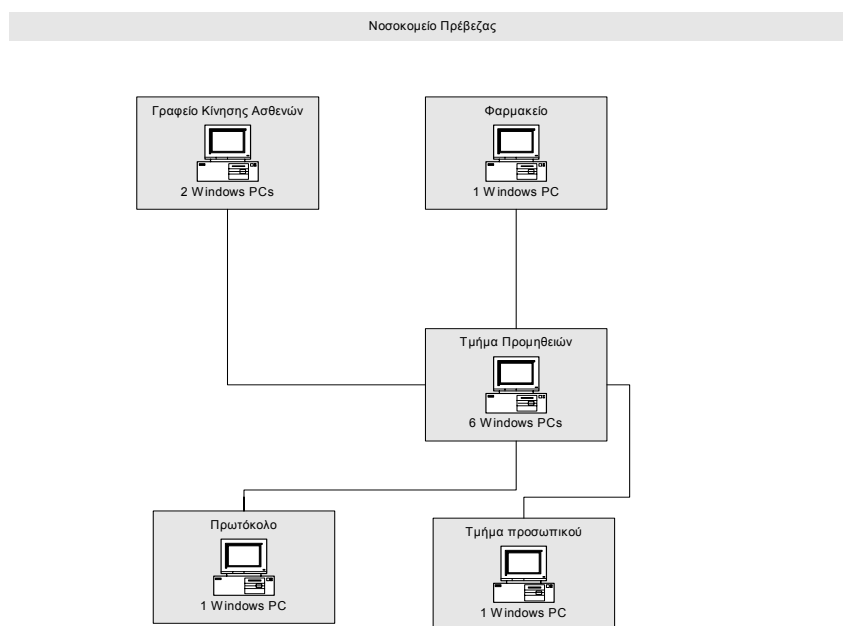 Νοσοκομείο Πρέβεζας
Γραφείο Κίνησης Ασθενών
2 Windows PCs
Φαρμακείο
1 Windows PC
Τμήμα Προμηθειών
6 Windows PCs
Πρωτόκολο
1 Windows PC
Τμήμα προσωπικού
1 Windows PC